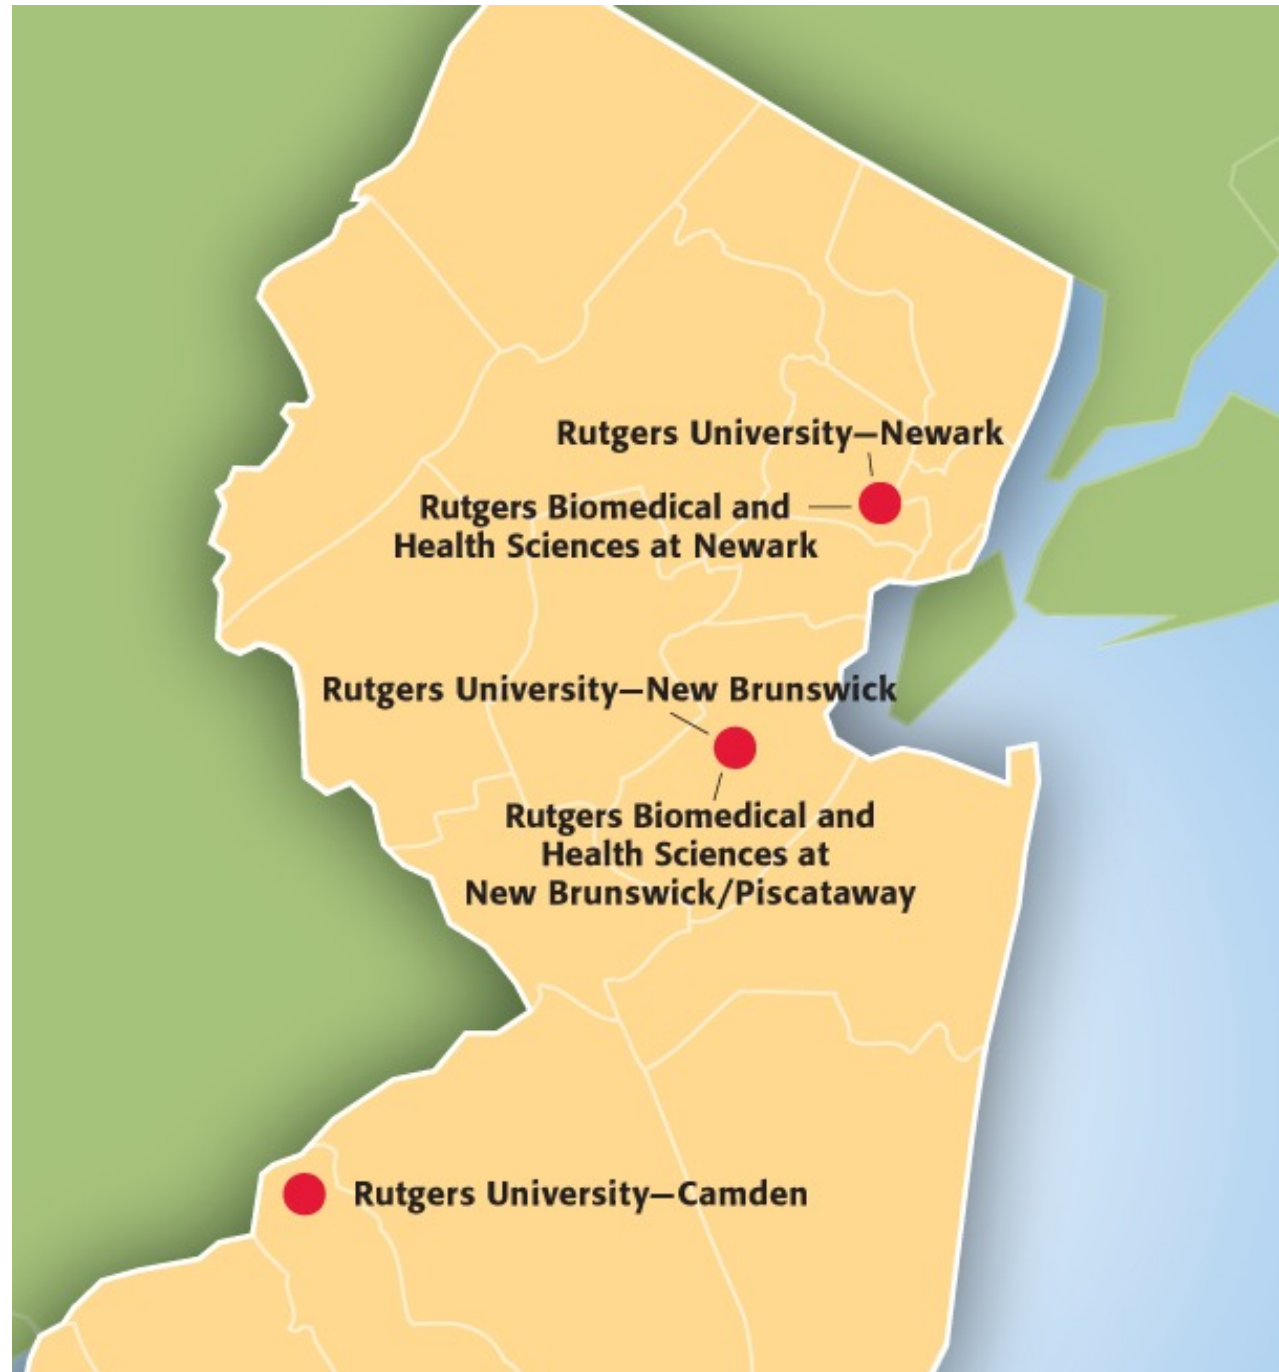 Rutgers University—Newark
Rutgers Biomedical and
Health Sciences at Newark
Rutgers University—New Brunswick
Rutgers Biomedical and
Health Sciences at
New Brunswick/Piscataway
Rutgers University—Camden